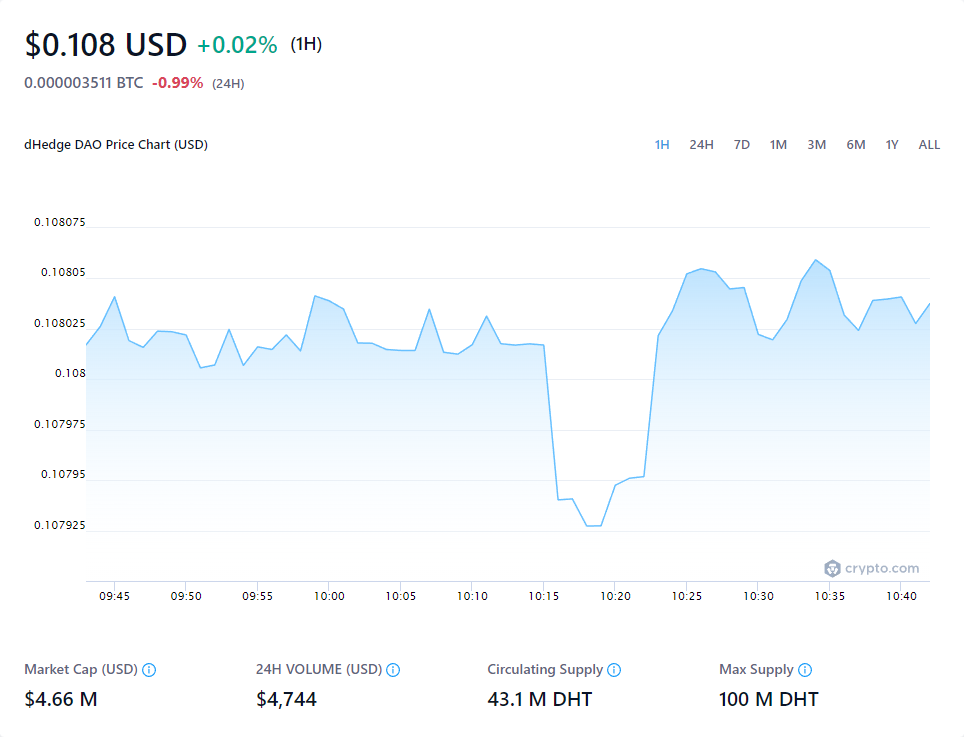 $0.108 USD +0.02% (1H)
0.000003511 BTC -0.99% (24H)
dHedge DAO Price Chart (USD) 1H 24H 7D 1M 3M 6M 1Y ALL
0.108075
0.10805
0.108025
0.108
0.107975
0.10795
0.107925
crypto.com
09:45 09:50 09:55 10:00 10:05 10:10 10:15 10:20 10:25 10:30 10:35 10:40
Market Cap (USD) 24H VOLUME (USD) Circulating Supply Max Supply
$4.66 M $4,744 43.1 M DHT 100 M DHT